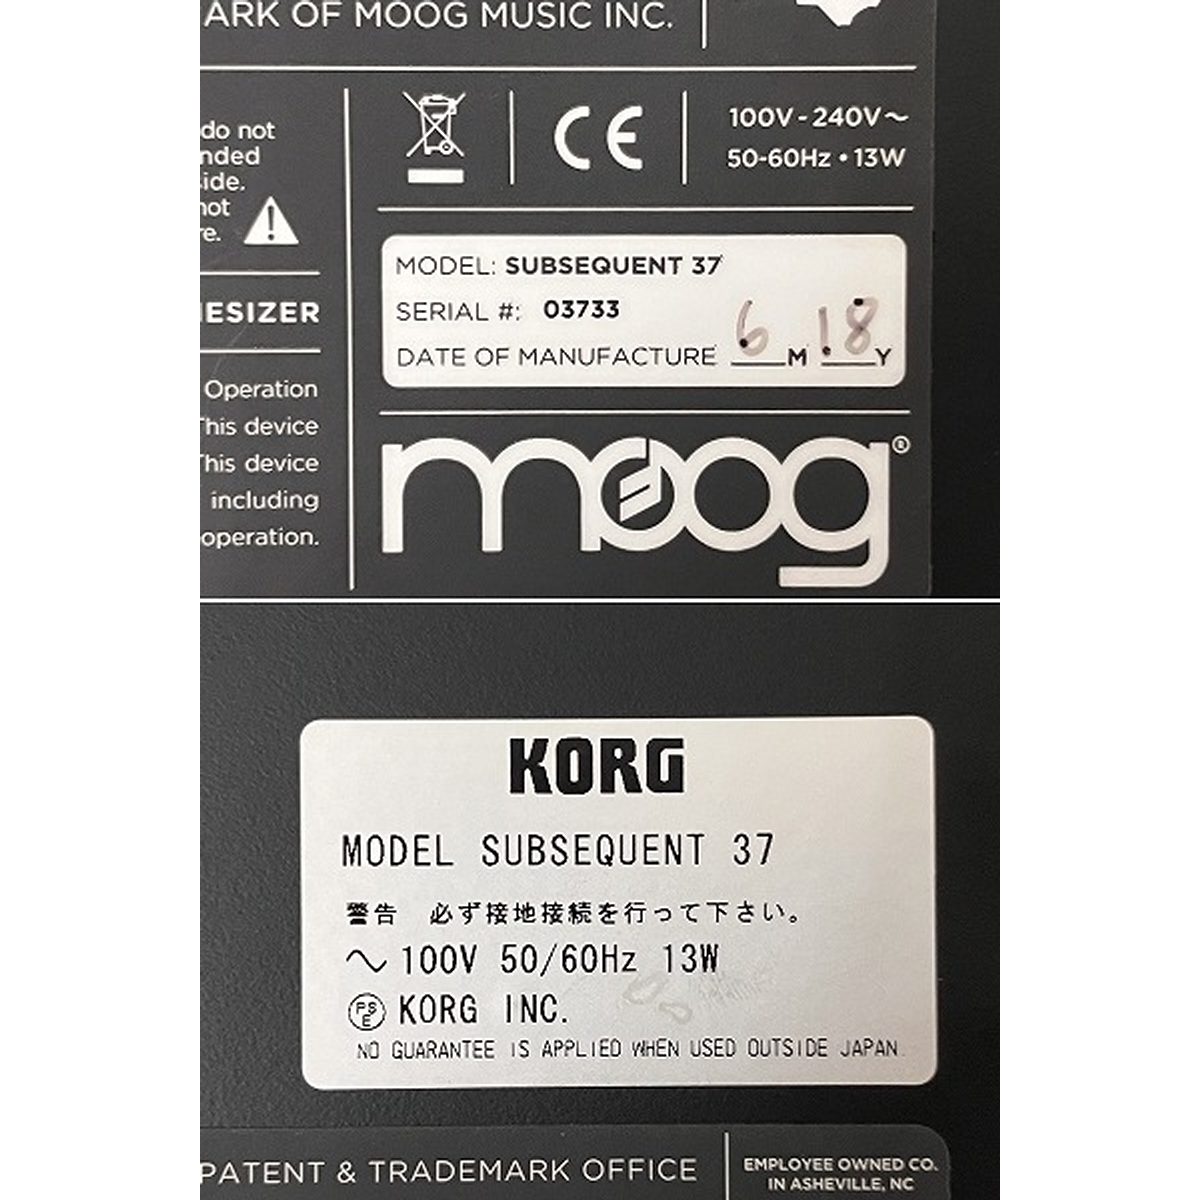 ARK OF MOOG MUSIC INC.
do not
nded
ide.
not
re.
ESIZER
Operation
This device
This device
including
operation.
CE
100V-240V~
50-60Hz • 13W
MODEL: SUBSEQUENT 37
SERIAL #: 03733
DATE OF MANUFACTURE 6 M 18 Y
moog®
KORG
MODEL SUBSEQUENT 37
警告 必ず接地接続を行って下さい。
~ 100V 50/60Hz 13W
PSE KORG INC.
NO GUARANTEE IS APPLIED WHEN USED OUTSIDE JAPAN.
PATENT & TRADEMARK OFFICE
EMPLOYEE OWNED CO.
IN ASHEVILLE, NC